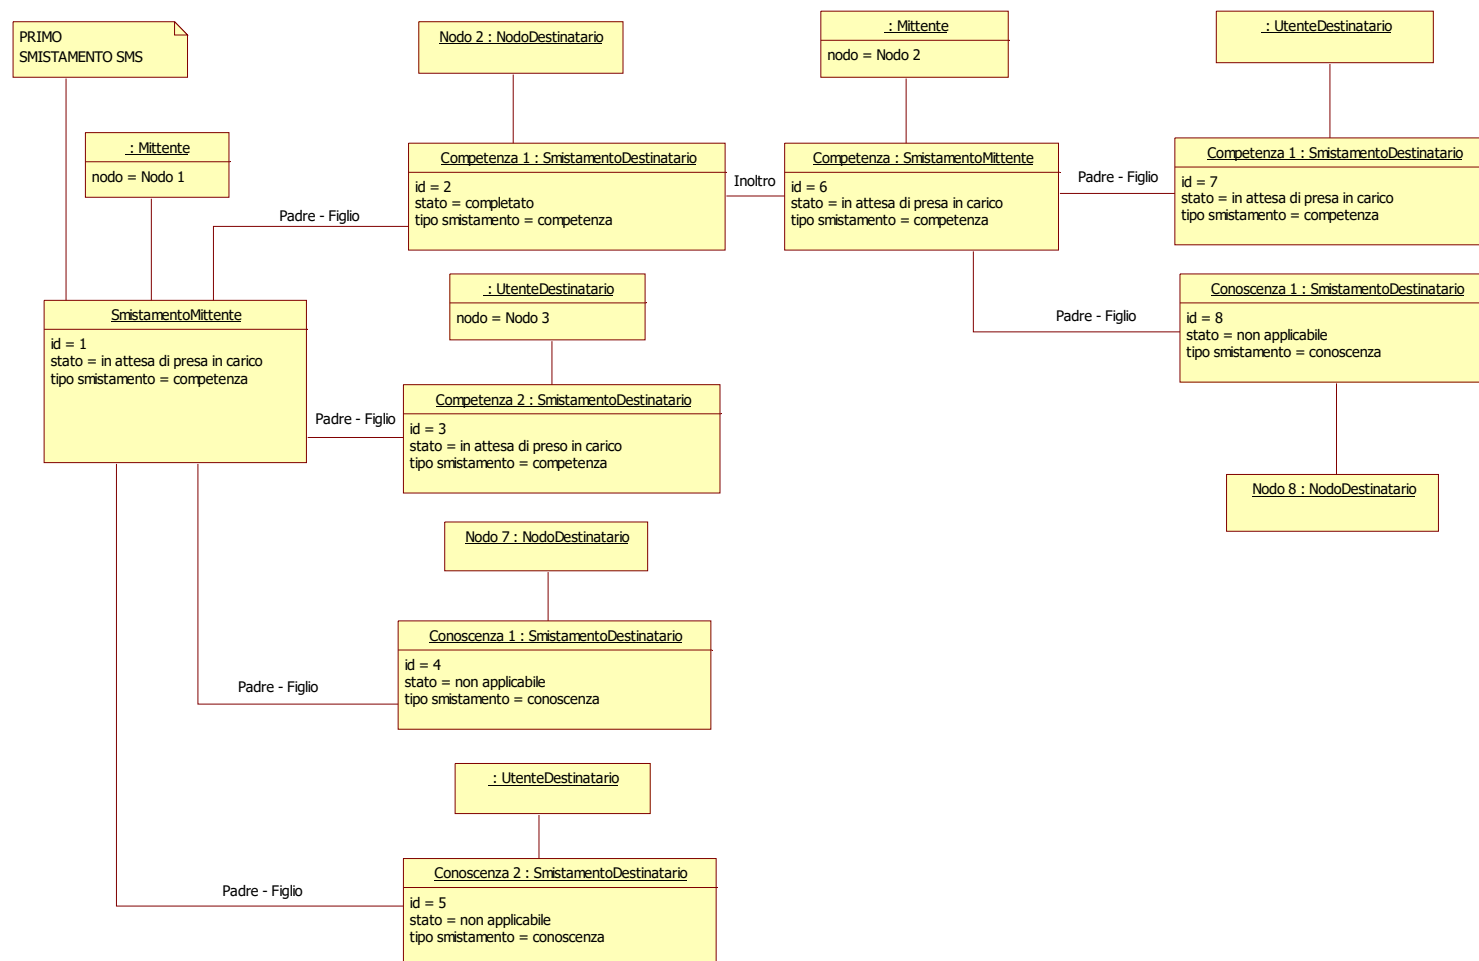 PRIMO
SMISTAMENTO SMS
: Mittente
nodo = Nodo 1
SmistamentoMittente
id = 1
stato = in attesa di presa in carico
tipo smistamento = competenza
Padre - Figlio
Nodo 2 : NodoDestinatario
Competenza 1 : SmistamentoDestinatario
id = 2
stato = completato
tipo smistamento = competenza
Inoltro
: Mittente
nodo = Nodo 2
Competenza : SmistamentoMittente
id = 6
stato = in attesa di presa in carico
tipo smistamento = competenza
Padre - Figlio
: UtenteDestinatario
Competenza 1 : SmistamentoDestinatario
id = 7
stato = in attesa di presa in carico
tipo smistamento = competenza
Padre - Figlio
Conoscenza 1 : SmistamentoDestinatario
id = 8
stato = non applicabile
tipo smistamento = conoscenza
Nodo 8 : NodoDestinatario
: UtenteDestinatario
nodo = Nodo 3
Padre - Figlio
Competenza 2 : SmistamentoDestinatario
id = 3
stato = in attesa di preso in carico
tipo smistamento = competenza
Nodo 7 : NodoDestinatario
Padre - Figlio
Conoscenza 1 : SmistamentoDestinatario
id = 4
stato = non applicabile
tipo smistamento = conoscenza
: UtenteDestinatario
Padre - Figlio
Conoscenza 2 : SmistamentoDestinatario
id = 5
stato = non applicabile
tipo smistamento = conoscenza